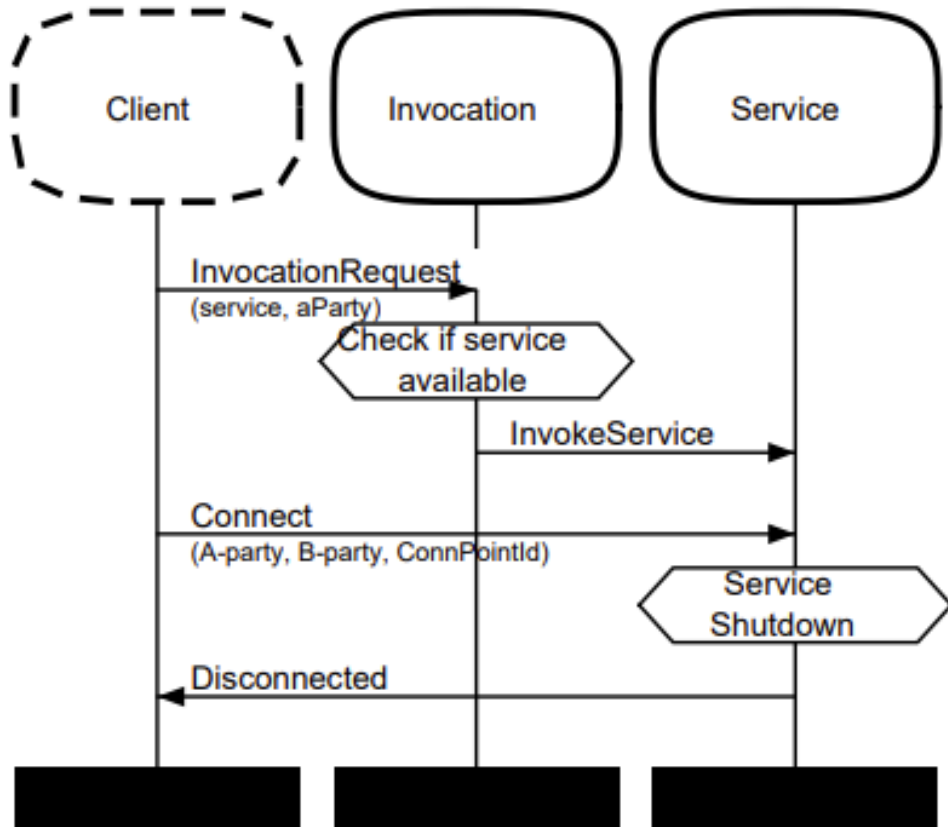 Client
Invocation
Service
InvocationRequest
(service, aParty)
Check if service
available
InvokeService
Connect
(A-party, B-party, ConnPointId)
Service
Shutdown
Disconnected